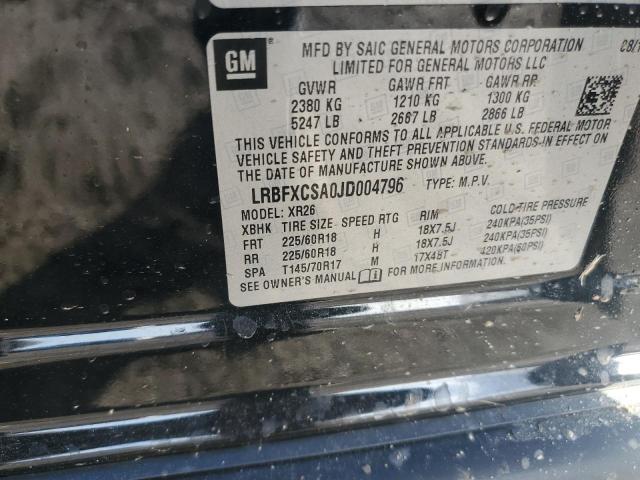 GM
MFD BY SAIC GENERAL MOTORS CORPORATION
LIMITED FOR GENERAL MOTORS LLC
GVWR GAWR FRT GAWR RR
2380 KG 1210 KG 1300 KG
5247 LB 2667 LB 2866 LB
THIS VEHICLE CONFORMS TO ALL APPLICABLE U.S. FEDERAL MOTOR
VEHICLE SAFETY AND THEFT PREVENTION STANDARDS IN EFFECT ON
THE DATE OF MANUFACTURE SHOWN ABOVE.
LRBFXCSA0JD004796 TYPE: M.P.V.
MODEL: XR26
XBHK TIRE SIZE SPEED RTG RIM COLD TIRE PRESSURE
FRT 225/60R18 H 18X7.5J 240KPA(35PSI)
RR 225/60R18 H 18X7.5J 240KPA(35PSI)
SPA T145/70R17 M 17X4BT 420KPA(60PSI)
SEE OWNER'S MANUAL FOR MORE INFORMATION.